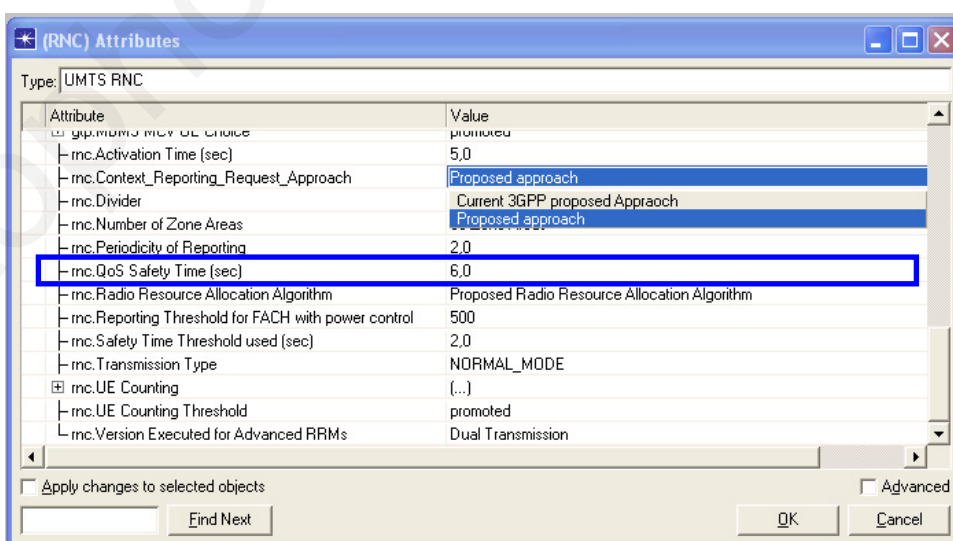 (RNC) Attributes
Type: UMTS RNC
Attribute Value
gtp.MBMS MCV UE Choice promoted
rnc.Activation Time (sec) 5,0
rnc.Context_Reporting_Request_Approach Proposed approach
rnc.Divider Current 3GPP proposed Appraoch
rnc.Number of Zone Areas Proposed approach
rnc.Periodicity of Reporting 2,0
rnc.QoS Safety Time (sec) 6,0
rnc.Radio Resource Allocation Algorithm Proposed Radio Resource Allocation Algorithm
rnc.Reporting Threshold for FACH with power control 500
rnc.Safety Time Threshold used (sec) 2,0
rnc.Transmission Type NORMAL_MODE
rnc.UE Counting (...)
rnc.UE Counting Threshold promoted
rnc.Version Executed for Advanced RRMs Dual Transmission
Apply changes to selected objects Advanced
Find Next OK Cancel